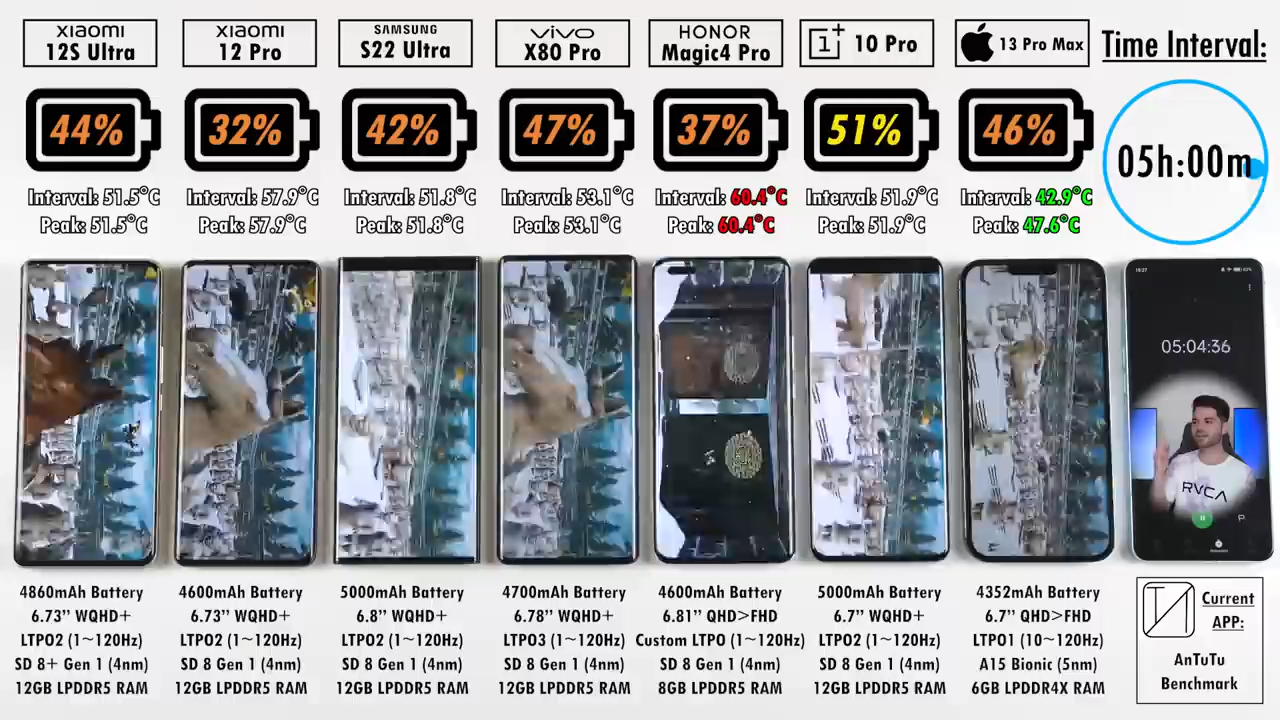 XIAOMI
12S Ultra
XIAOMI
12 Pro
SAMSUNG
S22 Ultra
vivo
X80 Pro
HONOR
Magic4 Pro
1+ 10 Pro
13 Pro Max
Time Interval:
44%
32%
42%
47%
37%
51%
46%
05h:00m
Interval: 51.5°C
Peak: 51.5°C
Interval: 57.9°C
Peak: 57.9°C
Interval: 51.8°C
Peak: 51.8°C
Interval: 53.1°C
Peak: 53.1°C
Interval: 60.4°C
Peak: 60.4°C
Interval: 51.9°C
Peak: 51.9°C
Interval: 42.9°C
Peak: 47.6°C
05:04:36
RVCA
4860mAh Battery
6.73’’ WQHD+
LTPO2 (1~120Hz)
SD 8+ Gen 1 (4nm)
12GB LPDDR5 RAM
4600mAh Battery
6.73’’ WQHD+
LTPO2 (1~120Hz)
SD 8 Gen 1 (4nm)
12GB LPDDR5 RAM
5000mAh Battery
6.8’’ WQHD+
LTPO2 (1~120Hz)
SD 8 Gen 1 (4nm)
12GB LPDDR5 RAM
4700mAh Battery
6.78’’ WQHD+
LTPO3 (1~120Hz)
SD 8 Gen 1 (4nm)
12GB LPDDR5 RAM
4600mAh Battery
6.81’’ QHD>FHD
Custom LTPO (1~120Hz)
SD 8 Gen 1 (4nm)
8GB LPDDR5 RAM
5000mAh Battery
6.7’’ WQHD+
LTPO2 (1~120Hz)
SD 8 Gen 1 (4nm)
12GB LPDDR5 RAM
4352mAh Battery
6.7’’ QHD>FHD
LTPO1 (10~120Hz)
A15 Bionic (5nm)
6GB LPDDR4X RAM
Current
APP:
AnTuTu
Benchmark